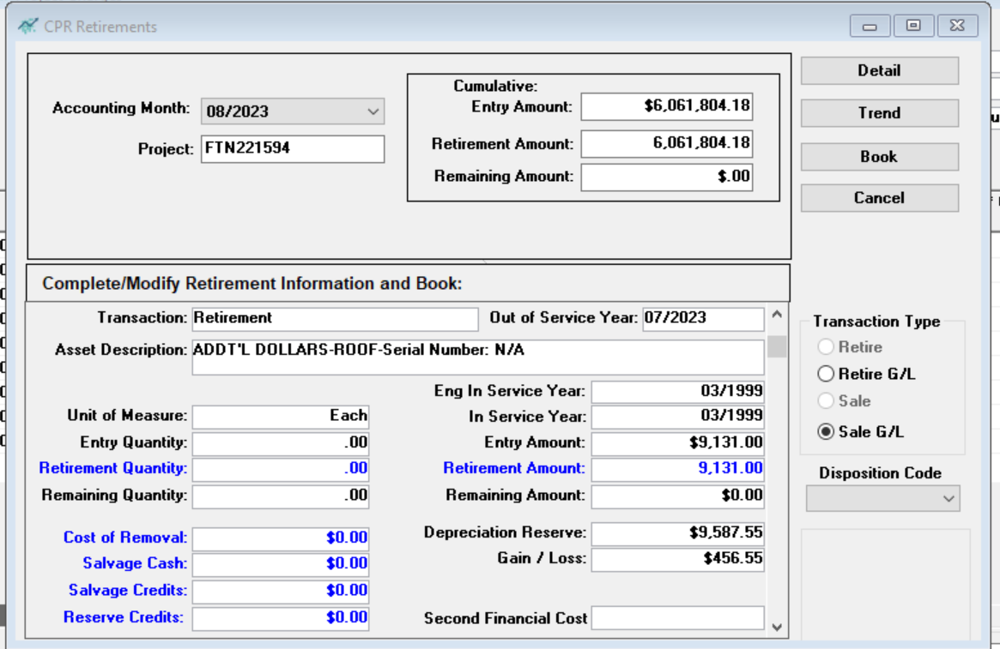 CPR Retirements
Accounting Month: 08/2023
Project: FTN221594
Cumulative:
Entry Amount: $6,061,804.18
Retirement Amount: 6,061,804.18
Remaining Amount: $.00
Detail
Trend
Book
Cancel
Complete/Modify Retirement Information and Book:
Transaction: Retirement Out of Service Year: 07/2023
Asset Description: ADDT'L DOLLARS-ROOF-Serial Number: N/A
Eng In Service Year: 03/1999
Unit of Measure: Each In Service Year: 03/1999
Entry Quantity: .00 Entry Amount: $9,131.00
Retirement Quantity: .00 Retirement Amount: 9,131.00
Remaining Quantity: .00 Remaining Amount: $0.00
Cost of Removal: $0.00 Depreciation Reserve: $9,587.55
Salvage Cash: $0.00 Gain / Loss: $456.55
Salvage Credits: $0.00
Reserve Credits: $0.00 Second Financial Cost
Transaction Type
Retire
Retire G/L
Sale
Sale G/L
Disposition Code